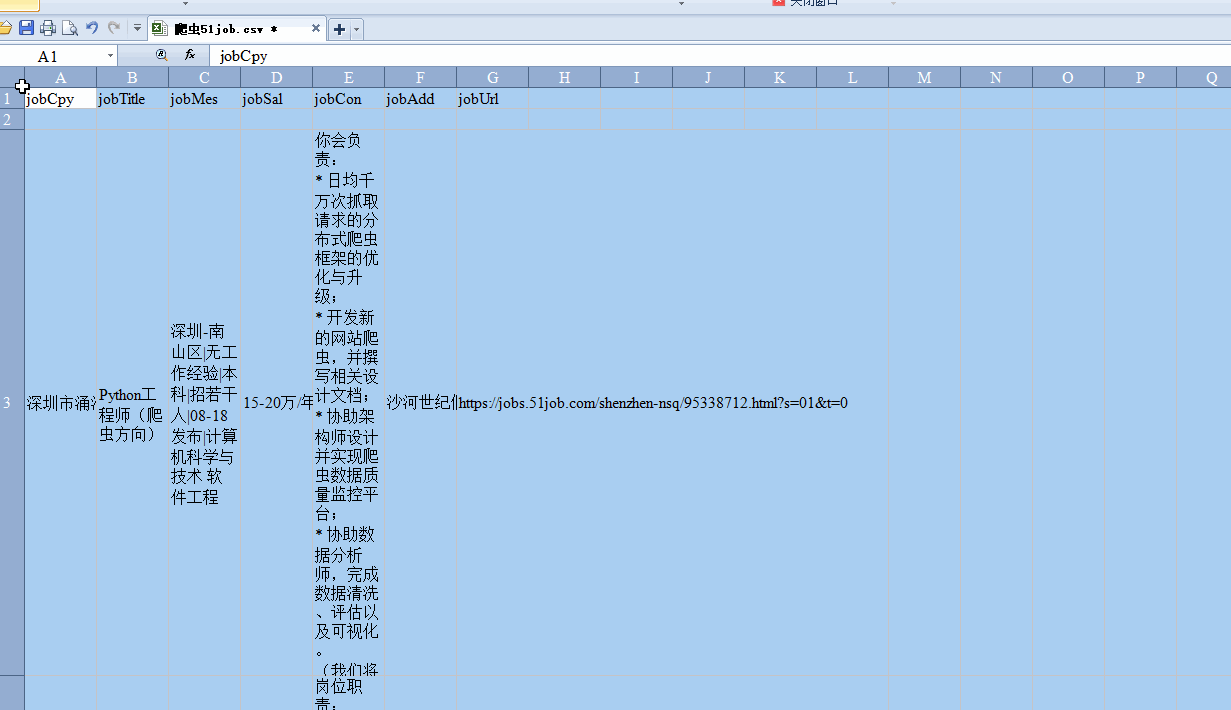 关闭窗口
爬虫51job.csv *
A1
fx
jobCpy
A B C D E F G H I J K L M N O P Q
1 jobCpy jobTitle jobMes jobSal jobCon jobAdd jobUrl
2
3
深圳市涌
Python工
程师（爬
虫方向）
深圳-南
山区|无工
作经验|本
科|招若干
人|08-18
发布|计算
机科学与
技术 软
件工程
15-20万/年
你会负
责：
* 日均千
万次抓取
请求的分
布式爬虫
框架的优
化与升
级；
* 开发新
的网站爬
虫，并撰
写相关设
计文档；
* 协助架
构师设计
并实现爬
虫数据质
量监控平
台；
* 协助数
据分析
师，完成
数据清洗
、评估以
及可视化
。
（我们将
沙河世纪
https://jobs.51job.com/shenzhen-nsq/95338712.html?s=01&t=0
岗位职
责：